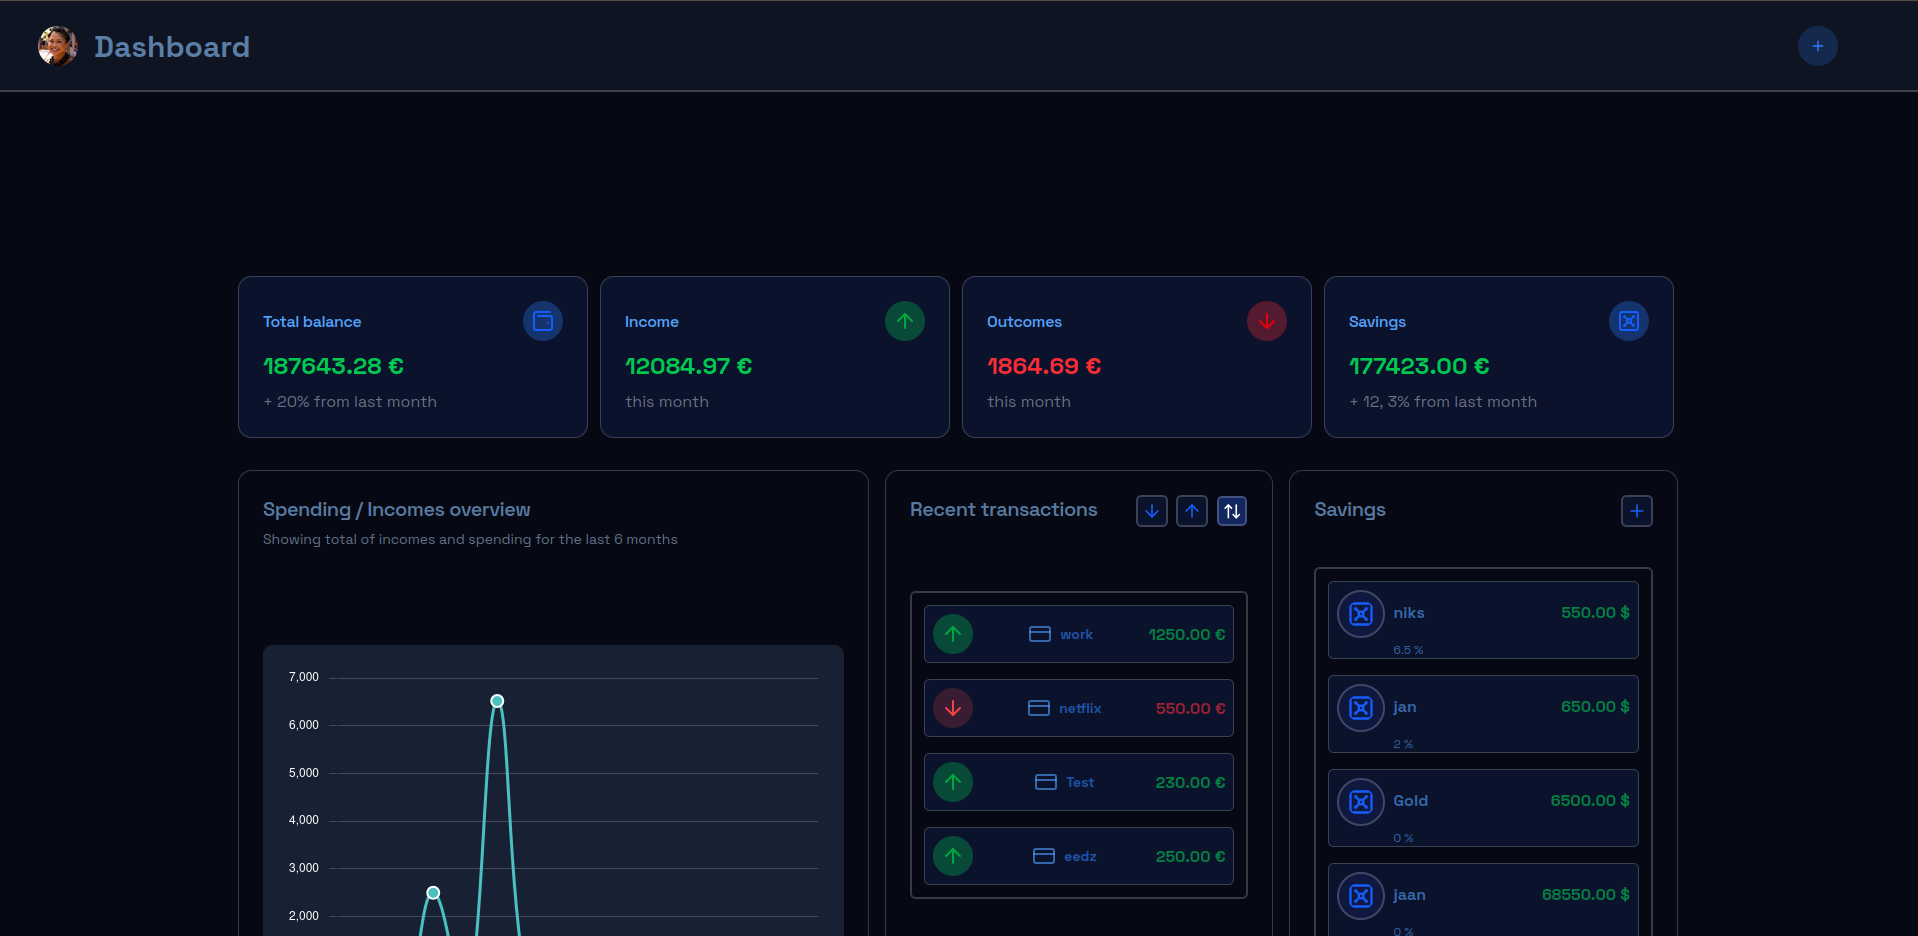 Dashboard
Total balance
187643.28 €
+ 20% from last month
Income
12084.97 €
this month
Outcomes
1864.69 €
this month
Savings
177423.00 €
+ 12, 3% from last month
Spending / Incomes overview
Showing total of incomes and spending for the last 6 months
7,000
6,000
5,000
4,000
3,000
2,000
Recent transactions
work 1250.00 €
netflix 550.00 €
Test 230.00 €
eedz 250.00 €
Savings
niks 550.00 $
6.5 %
jan 650.00 $
2 %
Gold 6500.00 $
0 %
jaan 68550.00 $
0 %